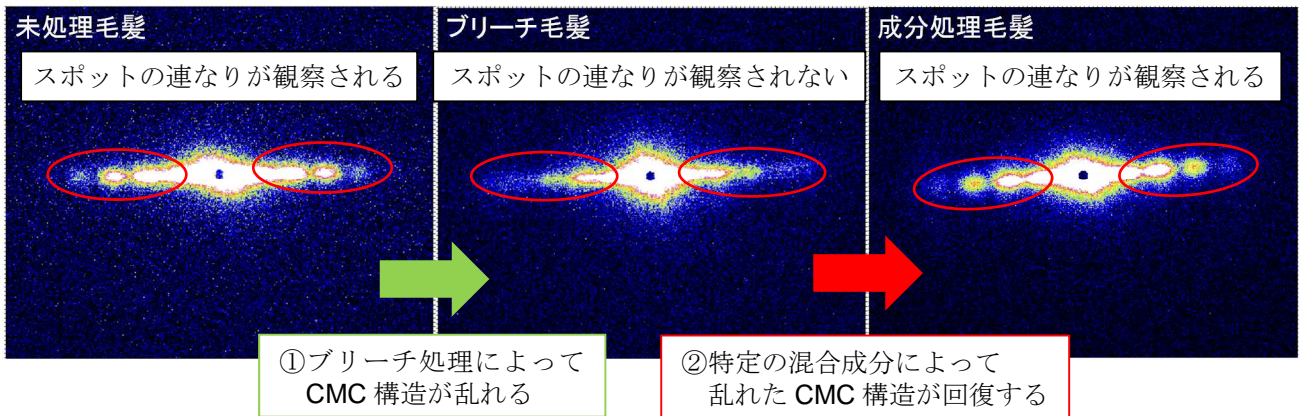 未処理毛髪
スポットの連なりが観察される
ブリーチ毛髪
スポットの連なりが観察されない
成分処理毛髪
スポットの連なりが観察される
①ブリーチ処理によって
CMC 構造が乱れる
②特定の混合成分によって
乱れた CMC 構造が回復する